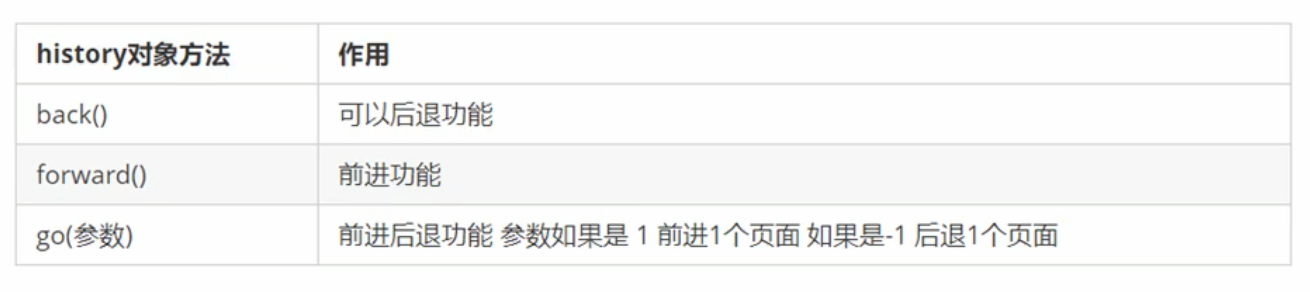 history对象方法 作用
back() 可以后退功能
forward() 前进功能
go(参数) 前进后退功能 参数如果是 1 前进1个页面 如果是-1 后退1个页面